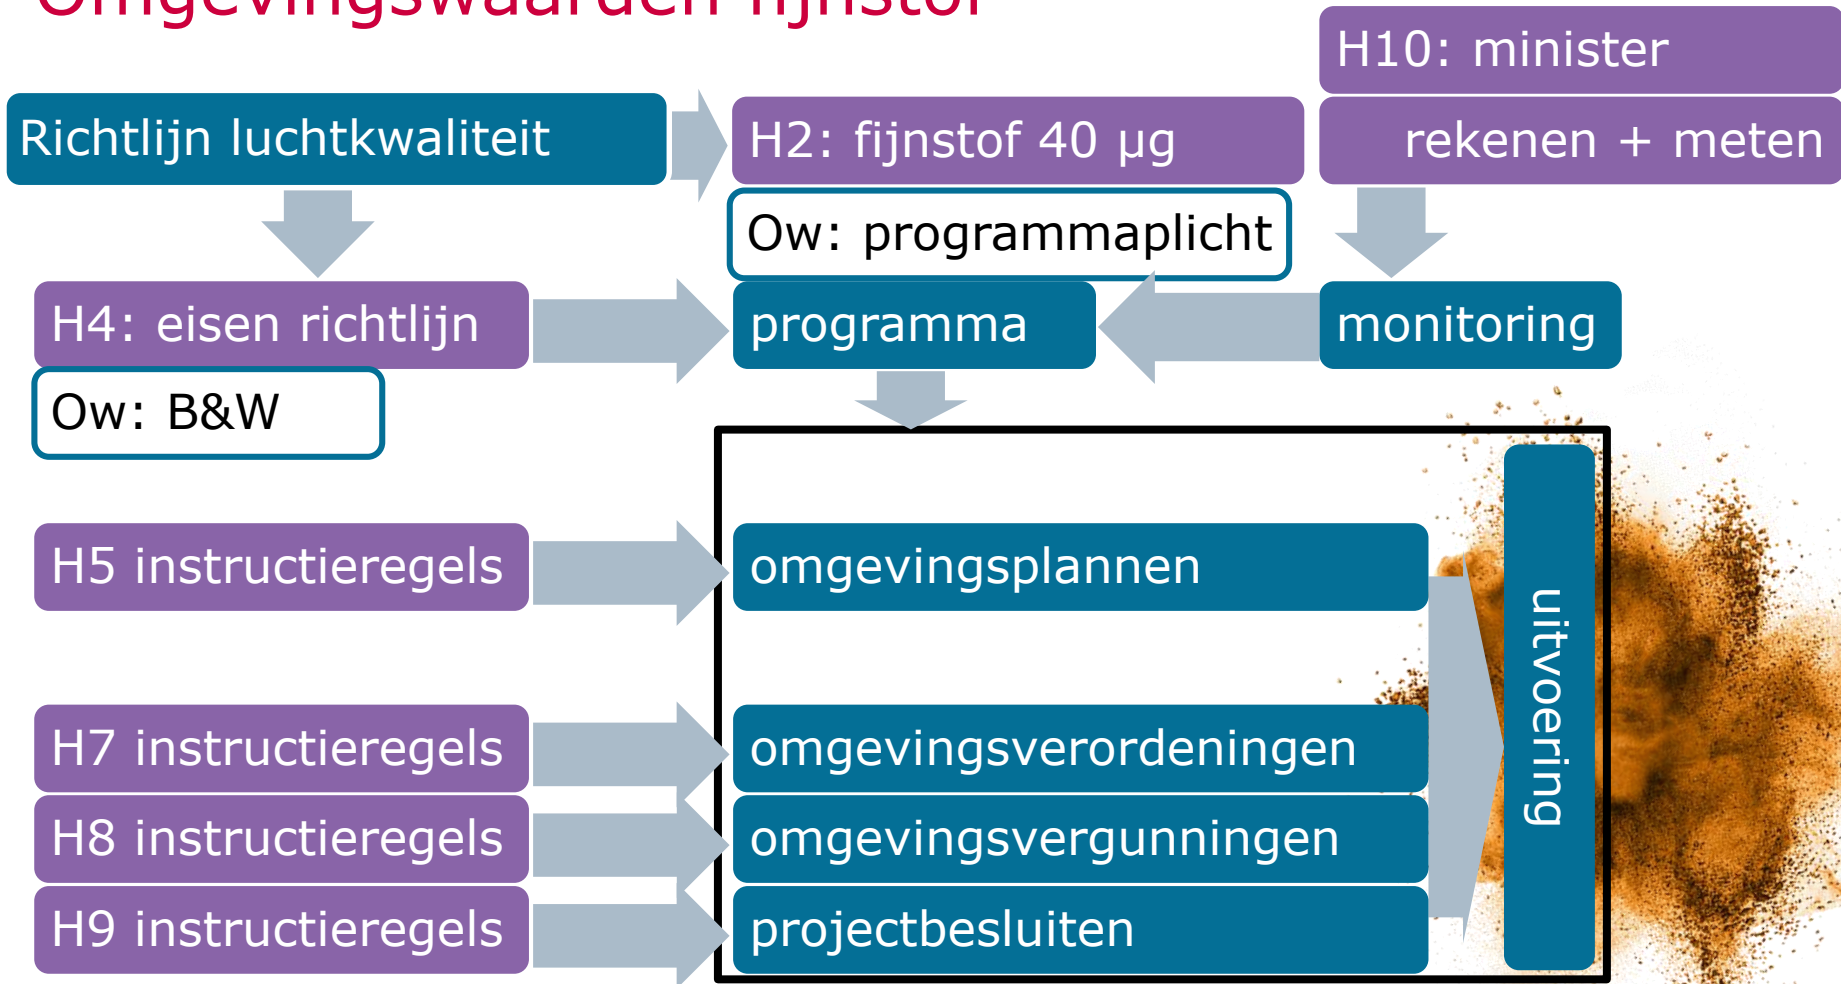 Omgevingswaarden fijnstof
H10: minister
Richtlijn luchtkwaliteit
H2: fijnstof 40 µg
rekenen + meten
Ow: programmaplicht
H4: eisen richtlijn
programma
monitoring
Ow: B&W
H5 instructieregels
omgevingsplannen
uitvoering
H7 instructieregels
omgevingsverordeningen
H8 instructieregels
omgevingsvergunningen
H9 instructieregels
projectbesluiten